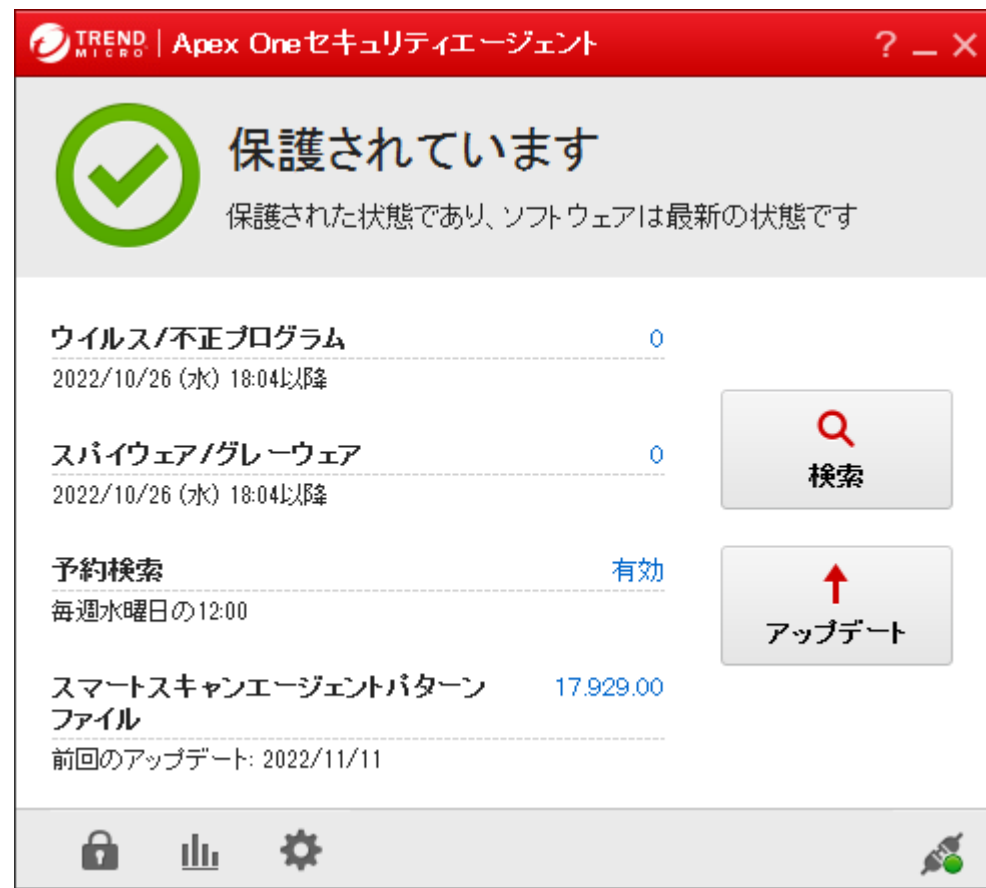 TREND MICRO | Apex Oneセキュリティエージェント ?
保護されています
保護された状態であり、ソフトウェアは最新の状態です
ウイルス/不正プログラム 0
2022/10/26 (水) 18:04以降
スパイウェア/グレーウェア 0
2022/10/26 (水) 18:04以降
予約検索 有効
毎週水曜日の12:00
スマートスキャンエージェントパターン 17.929.00
ファイル
前回のアップデート: 2022/11/11
検索
アップデート